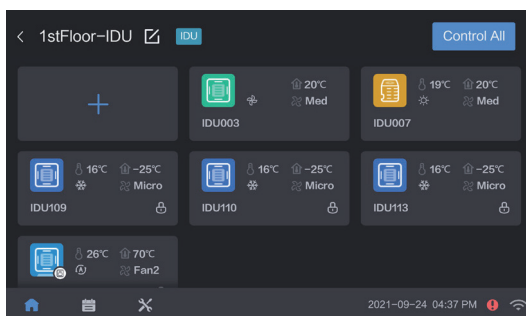 1stFloor-IDU IDU Control All
20℃
Med
IDU003
19℃ 20℃
Med
IDU007
16℃ -25℃
Micro
IDU109
16℃ -25℃
Micro
IDU110
16℃ -25℃
Micro
IDU113
26℃ 70℃
Fan2
2021-09-24 04:37 PM